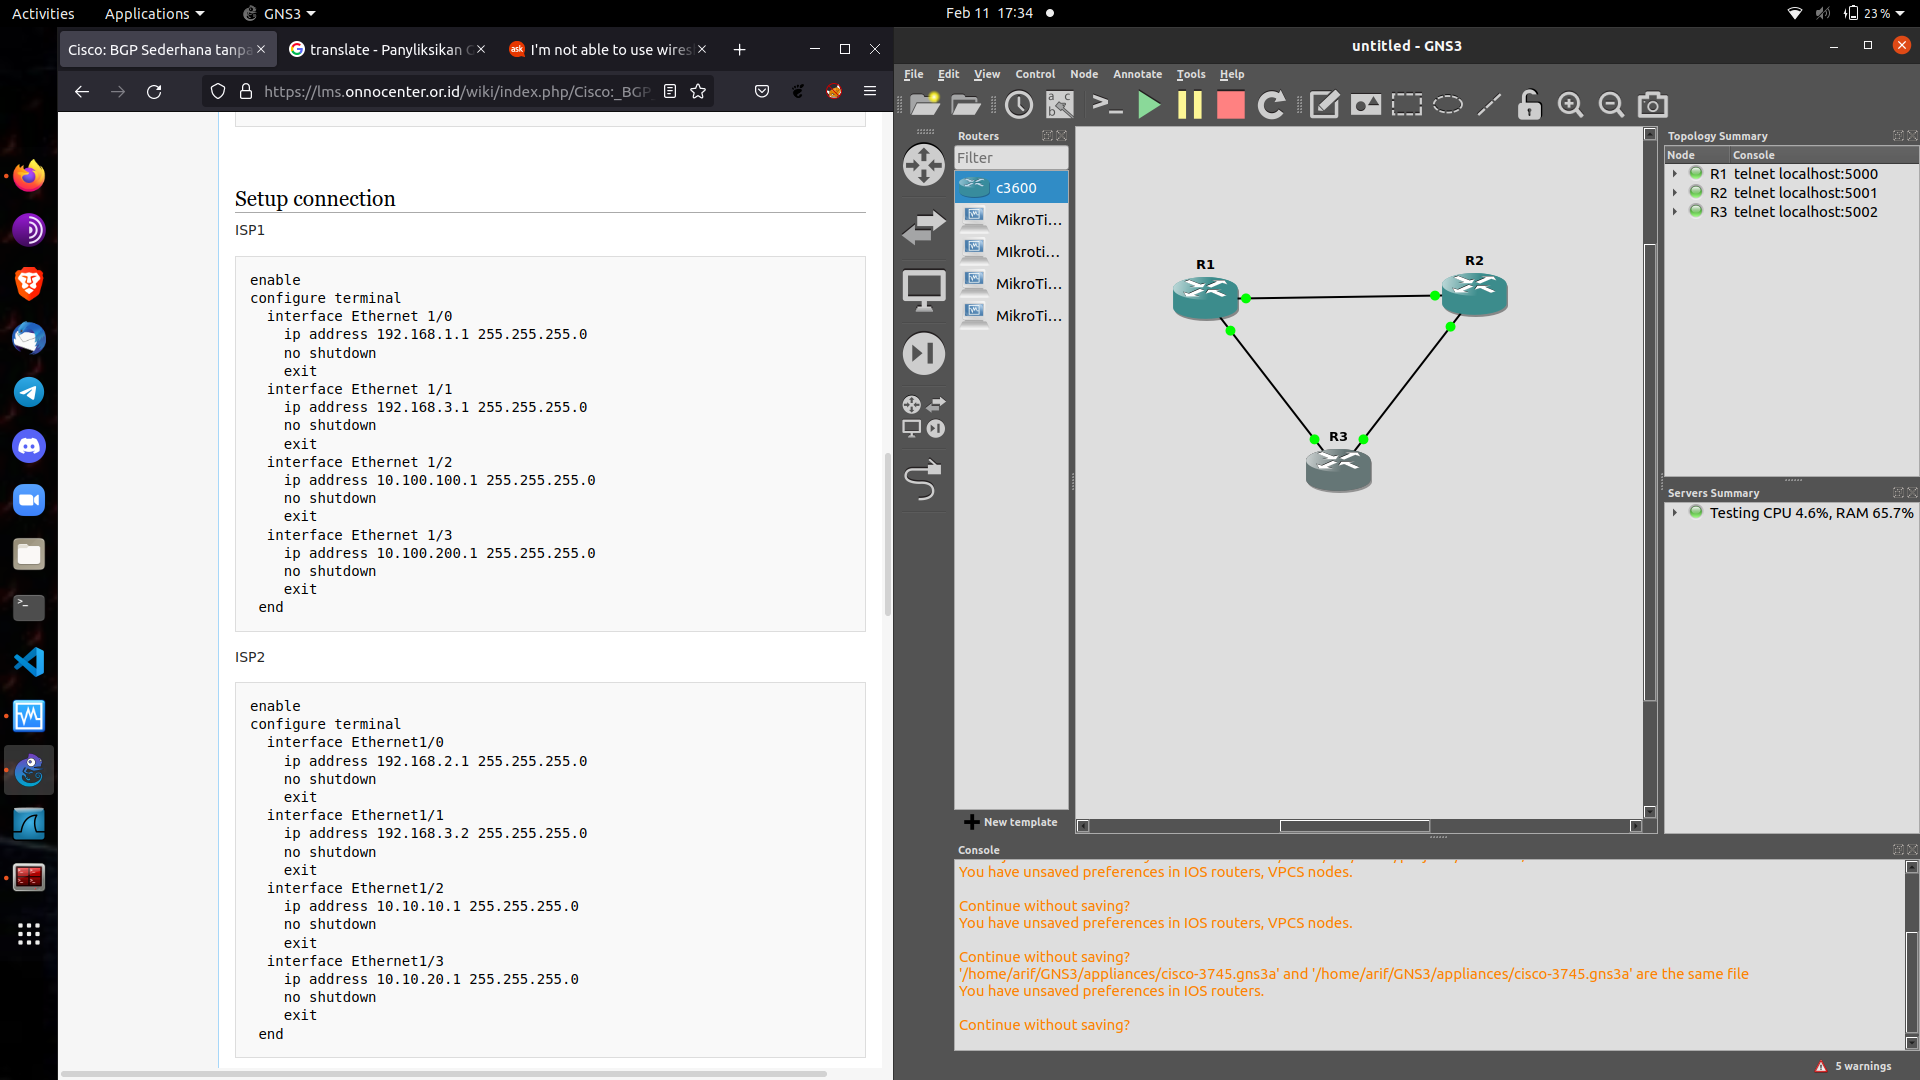 Activities
Applications
GNS3
Feb 11 17:34
23 %
Cisco: BGP Sederhana tanpa
translate - Panyliksikan
I'm not able to use wires
https://lms.onnocenter.or.id/wiki/index.php/Cisco:_BGP_
Setup connection
ISP1
enable
configure terminal
interface Ethernet 1/0
ip address 192.168.1.1 255.255.255.0
no shutdown
exit
interface Ethernet 1/1
ip address 192.168.3.1 255.255.255.0
no shutdown
exit
interface Ethernet 1/2
ip address 10.100.100.1 255.255.255.0
no shutdown
exit
interface Ethernet 1/3
ip address 10.100.200.1 255.255.255.0
no shutdown
exit
end
ISP2
enable
configure terminal
interface Ethernet1/0
ip address 192.168.2.1 255.255.255.0
no shutdown
exit
interface Ethernet1/1
ip address 192.168.3.2 255.255.255.0
no shutdown
exit
interface Ethernet1/2
ip address 10.10.10.1 255.255.255.0
no shutdown
exit
interface Ethernet1/3
ip address 10.10.20.1 255.255.255.0
no shutdown
exit
end
untitled - GNS3
File Edit View Control Node Annotate Tools Help
Routers
Filter
c3600
MikroTi...
MIkroti...
MikroTi...
MikroTi...
New template
R1
R2
R3
Topology Summary
Node Console
R1 telnet localhost:5000
R2 telnet localhost:5001
R3 telnet localhost:5002
Servers Summary
Testing CPU 4.6%, RAM 65.7%
Console
You have unsaved preferences in IOS routers, VPCS nodes.
Continue without saving?
You have unsaved preferences in IOS routers, VPCS nodes.
Continue without saving?
'/home/arif/GNS3/appliances/cisco-3745.gns3a' and '/home/arif/GNS3/appliances/cisco-3745.gns3a' are the same file
You have unsaved preferences in IOS routers.
Continue without saving?
5 warnings